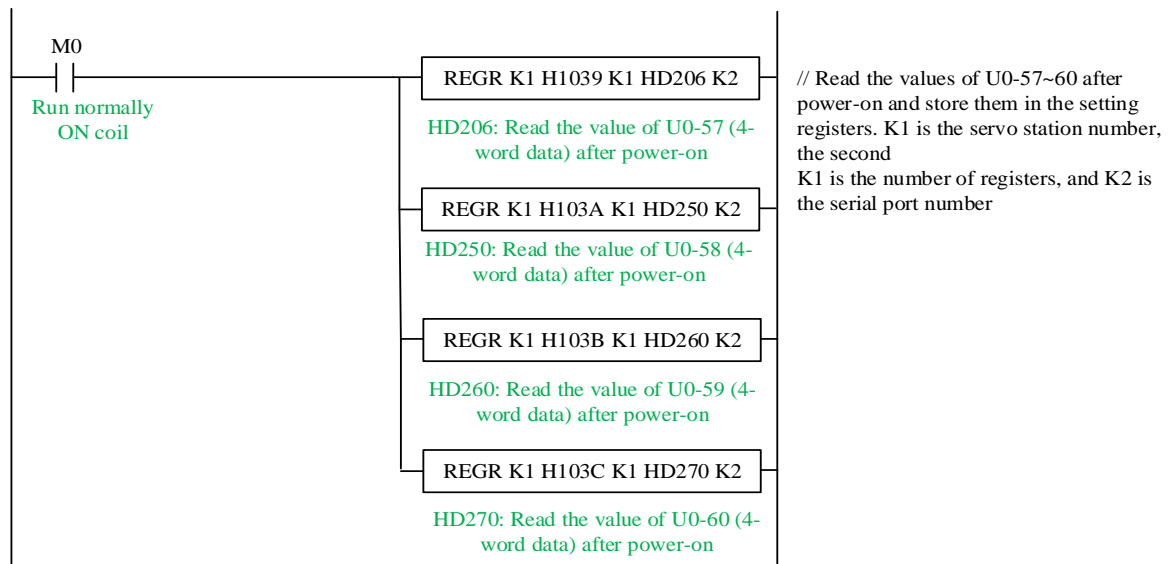 M0
Run normally
ON coil
REGR K1 H1039 K1 HD206 K2
HD206: Read the value of U0-57 (4-
word data) after power-on
REGR K1 H103A K1 HD250 K2
HD250: Read the value of U0-58 (4-
word data) after power-on
REGR K1 H103B K1 HD260 K2
HD260: Read the value of U0-59 (4-
word data) after power-on
REGR K1 H103C K1 HD270 K2
HD270: Read the value of U0-60 (4-
word data) after power-on
// Read the values of U0-57~60 after
power-on and store them in the setting
registers. K1 is the servo station number,
the second
K1 is the number of registers, and K2 is
the serial port number